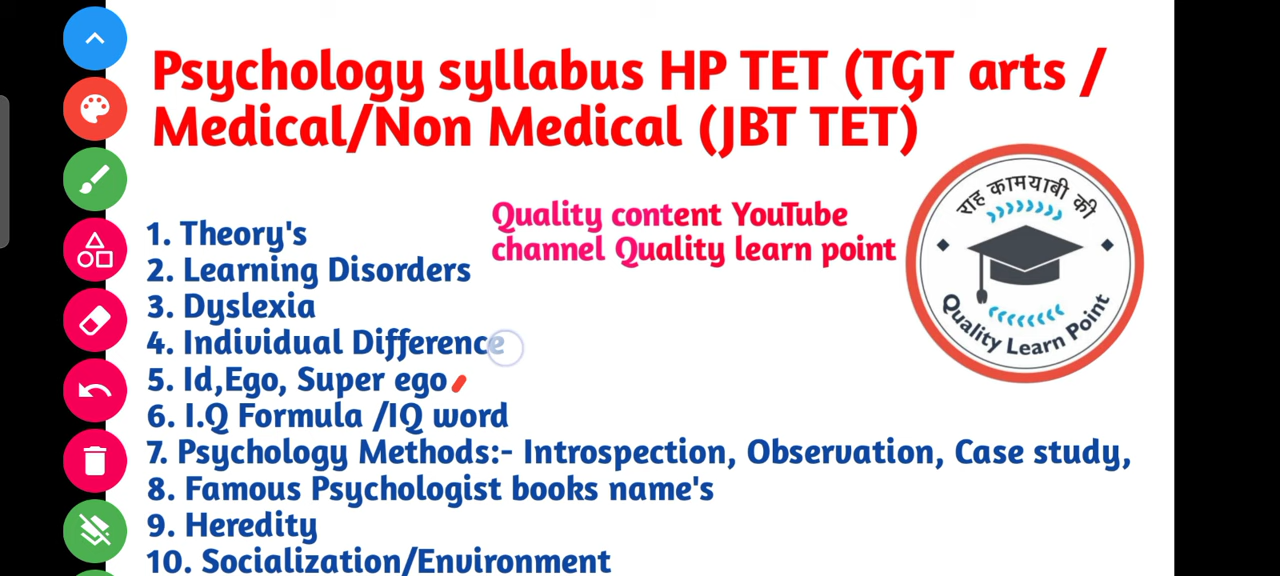 Psychology syllabus HP TET (TGT arts /
Medical/Non Medical (JBT TET)
Quality content YouTube
channel Quality learn point
राह कामयाबी की
Quality Learn Point
1. Theory's
2. Learning Disorders
3. Dyslexia
4. Individual Difference
5. Id,Ego, Super ego
6. I.Q Formula /IQ word
7. Psychology Methods:- Introspection, Observation, Case study,
8. Famous Psychologist books name's
9. Heredity
10. Socialization/Environment